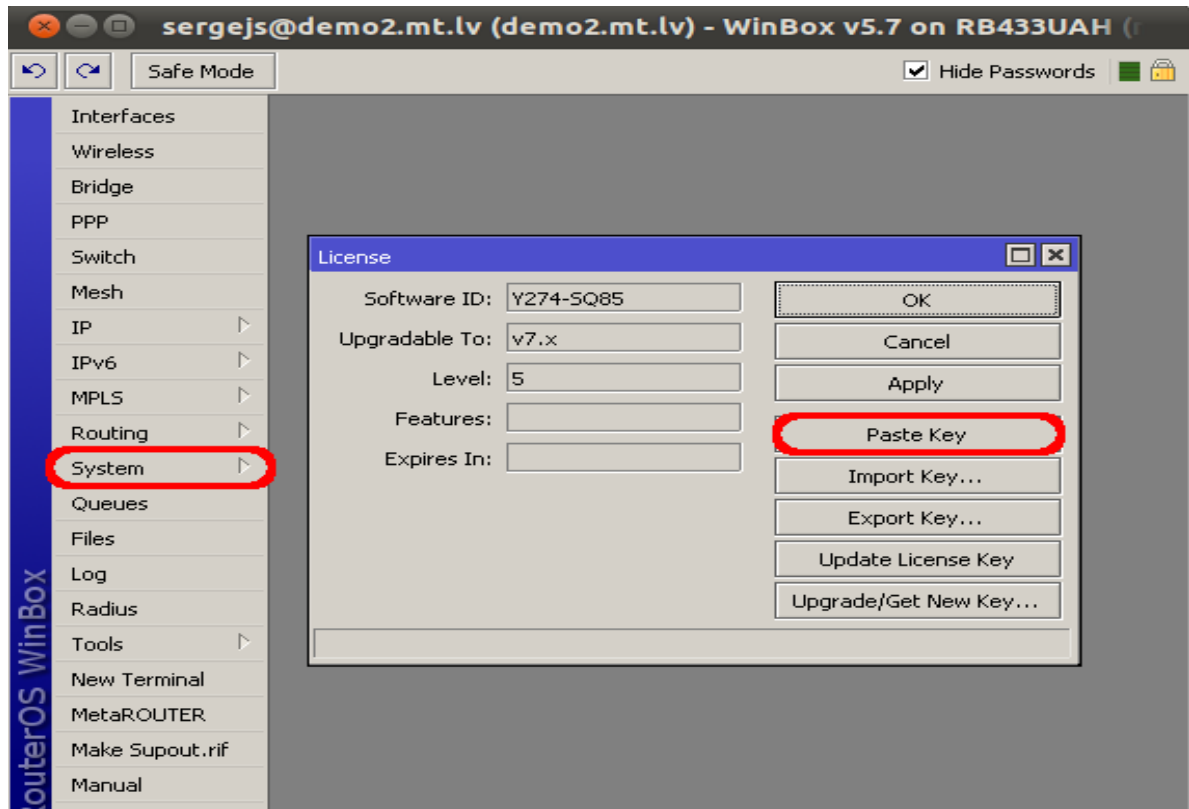 sergejs@demo2.mt.lv (demo2.mt.lv) - WinBox v5.7 on RB433UAH (
Safe Mode
Hide Passwords
Interfaces
Wireless
Bridge
PPP
Switch
Mesh
IP
IPv6
MPLS
Routing
System
Queues
Files
Log
Radius
Tools
New Terminal
MetaROUTER
Make Supout.rif
Manual
RouterOS WinBox
License
Software ID: Y274-SQ85
Upgradable To: v7.x
Level: 5
Features:
Expires In:
OK
Cancel
Apply
Paste Key
Import Key...
Export Key...
Update License Key
Upgrade/Get New Key...